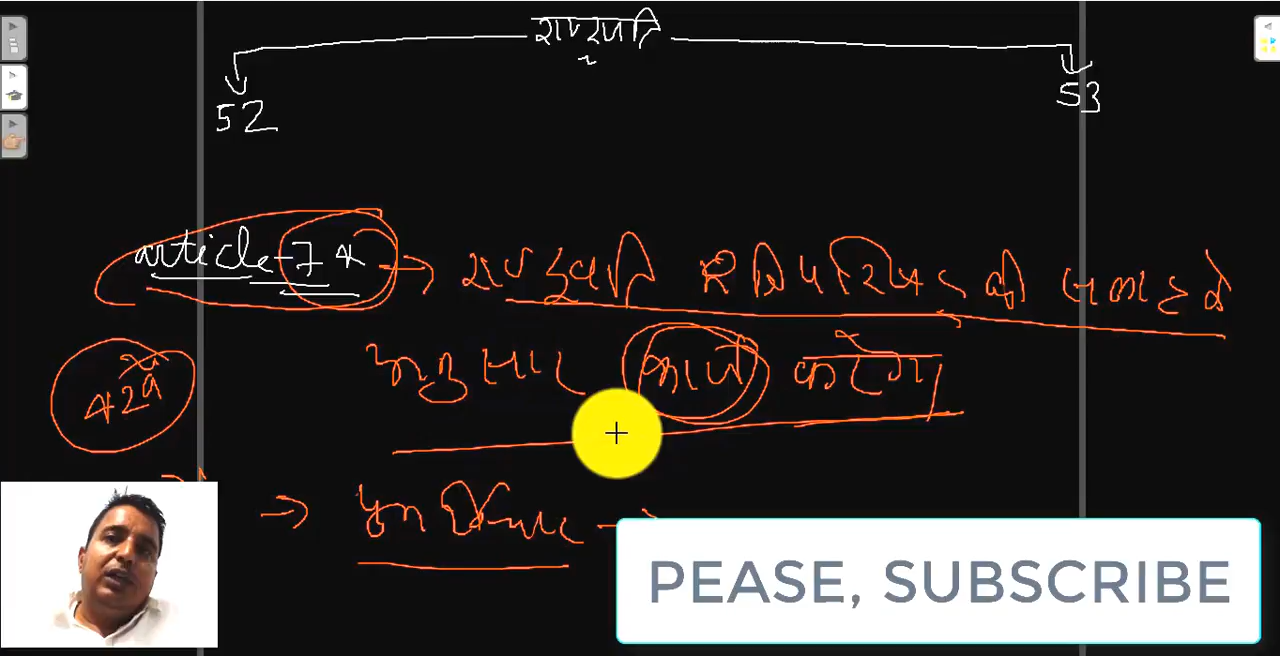 राष्ट्रपति
52 53
article-74 → राष्ट्रपति मंत्रिपरिषद की सलाह के
अनुसार कार्य करेगा
42वां
→ पुनर्विचार →
PEASE, SUBSCRIBE